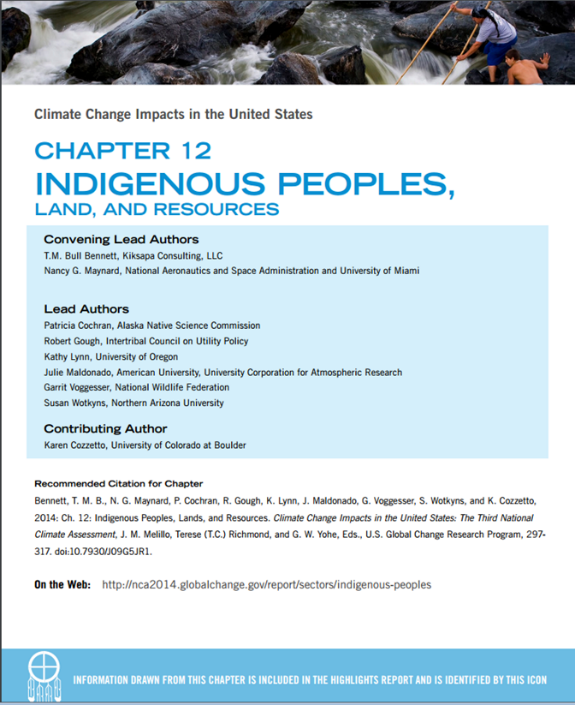 Climate Change Impacts in the United States
CHAPTER 12
INDIGENOUS PEOPLES,
LAND, AND RESOURCES
Convening Lead Authors
T.M. Bull Bennett, Kiksapa Consulting, LLC
Nancy G. Maynard, National Aeronautics and Space Administration and University of Miami
Lead Authors
Patricia Cochran, Alaska Native Science Commission
Robert Gough, Intertribal Council on Utility Policy
Kathy Lynn, University of Oregon
Julie Maldonado, American University, University Corporation for Atmospheric Research
Garrit Voggesser, National Wildlife Federation
Susan Wotkyns, Northern Arizona University
Contributing Author
Karen Cozzetto, University of Colorado at Boulder
Recommended Citation for Chapter
Bennett, T. M. B., N. G. Maynard, P. Cochran, R. Gough, K. Lynn, J. Maldonado, G. Voggesser, S. Wotkyns, and K. Cozzetto,
2014: Ch. 12: Indigenous Peoples, Lands, and Resources. Climate Change Impacts in the United States: The Third National
Climate Assessment, J. M. Melillo, Terese (T.C.) Richmond, and G. W. Yohe, Eds., U.S. Global Change Research Program, 297-
317. doi:10.7930/J09G5JR1.
On the Web: http://nca2014.globalchange.gov/report/sectors/indigenous-peoples
INFORMATION DRAWN FROM THIS CHAPTER IS INCLUDED IN THE HIGHLIGHTS REPORT AND IS IDENTIFIED BY THIS ICON